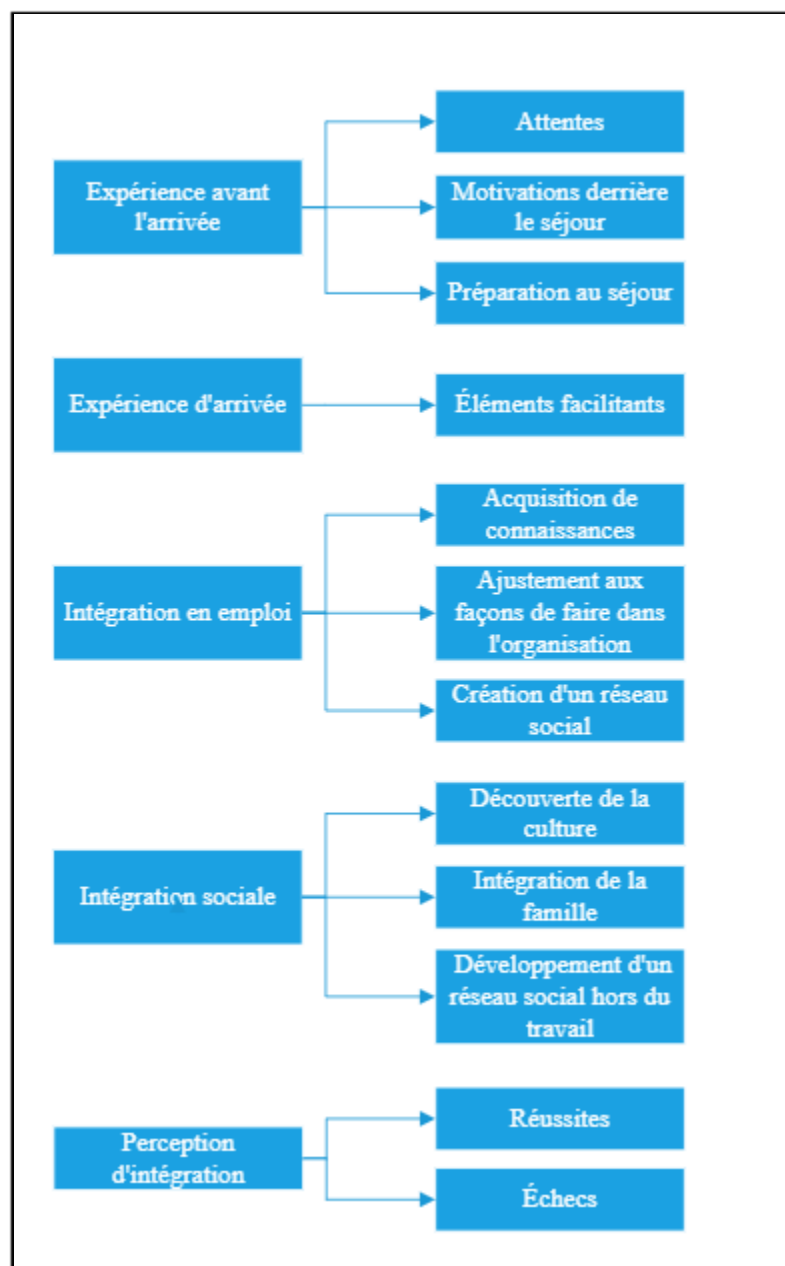 Expérience avant
l'arrivée
Attentes
Motivations derrière
le séjour
Préparation au séjour
Expérience d'arrivée
Éléments facilitants
Intégration en emploi
Acquisition de
connaissances
Ajustement aux
façons de faire dans
l'organisation
Création d'un réseau
social
Intégration sociale
Découverte de la
culture
Intégration de la
famille
Développement d'un
réseau social hors du
travail
Perception
d'intégration
Réussites
Échecs